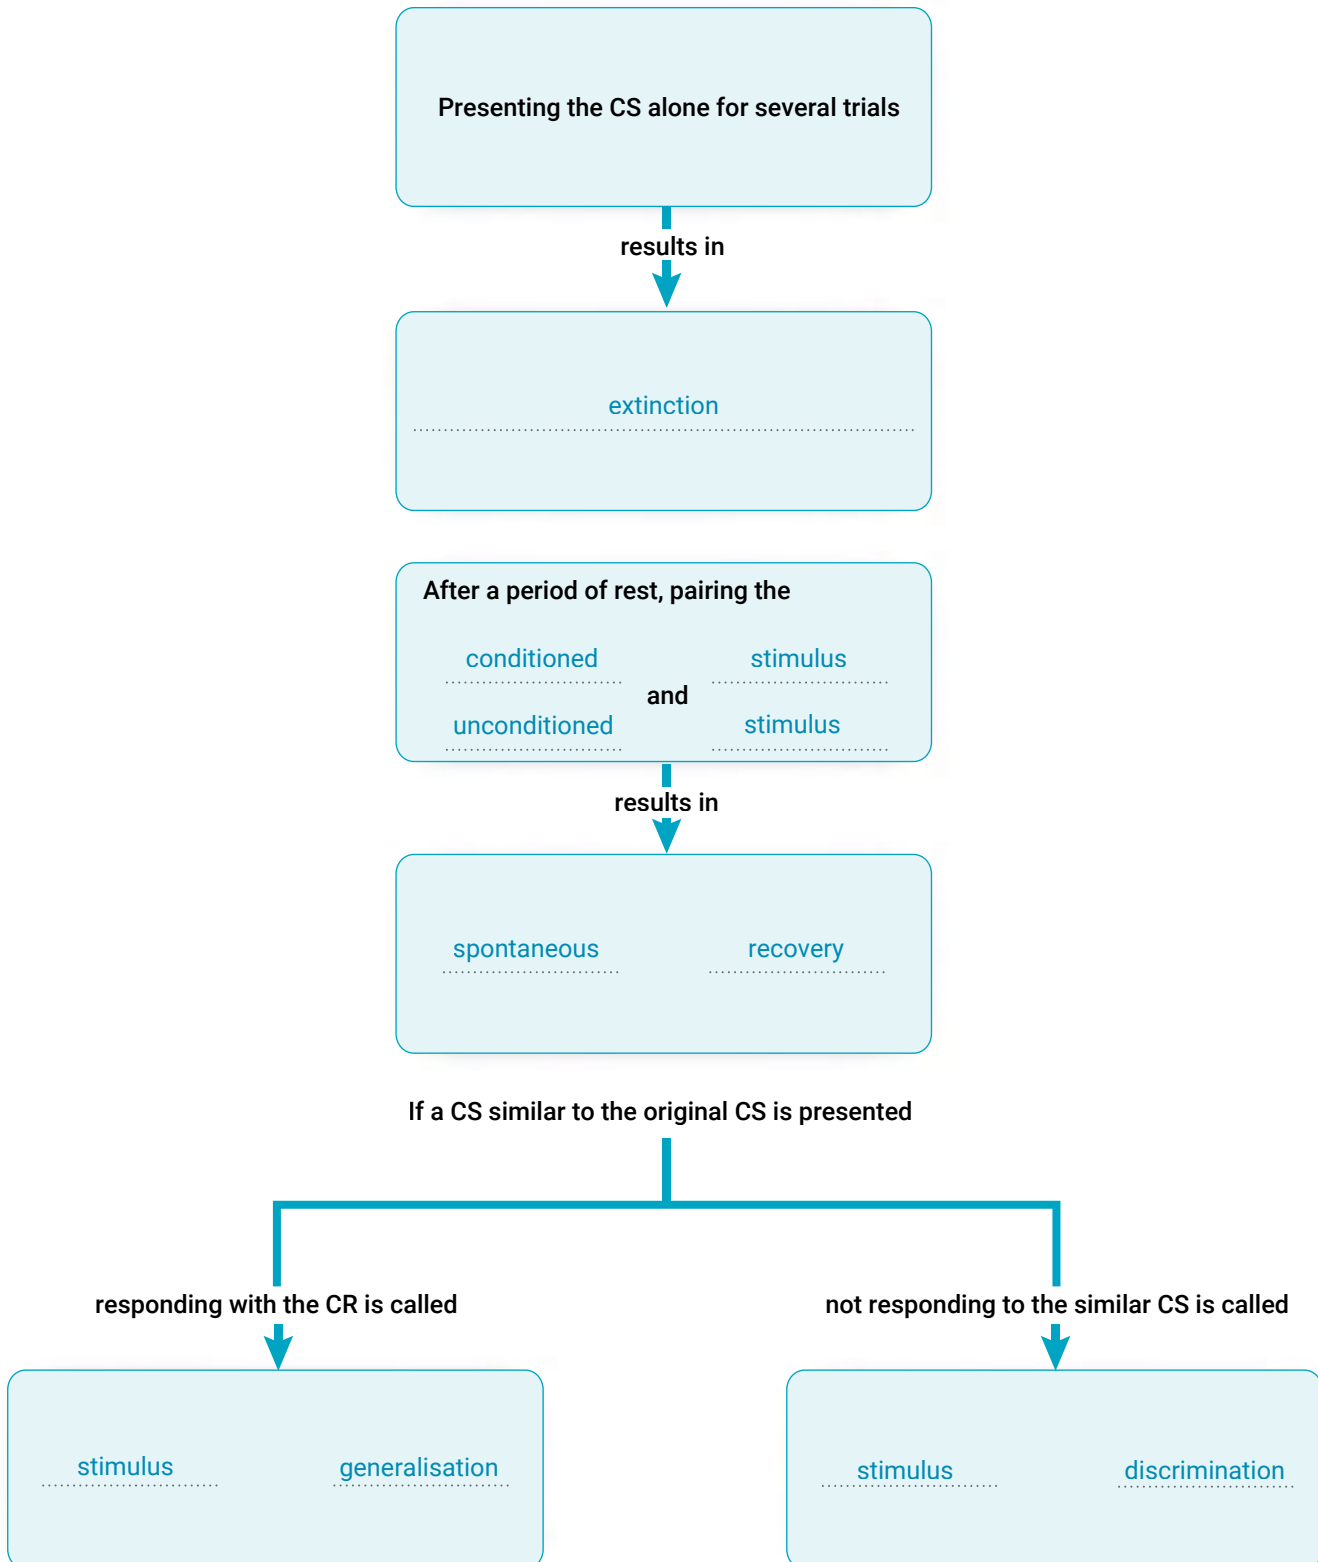 Presenting the CS alone for several trials
results in
extinction
After a period of rest, pairing the
conditioned stimulus
and
unconditioned stimulus
results in
spontaneous recovery
If a CS similar to the original CS is presented
responding with the CR is called
not responding to the similar CS is called
stimulus generalisation
stimulus discrimination